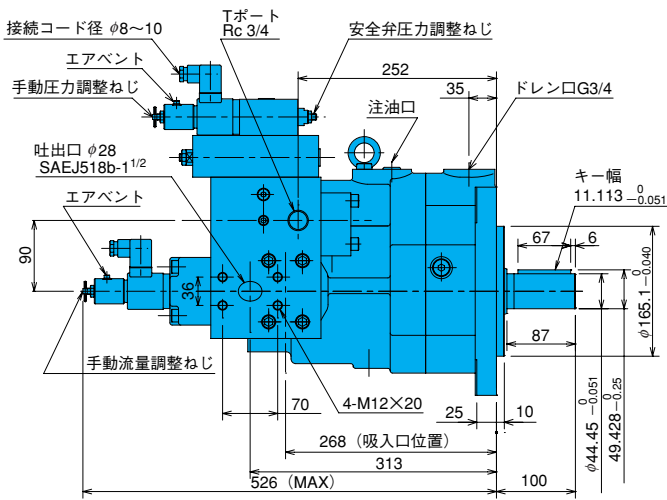 接続コード径 φ8～10
Tポート
Rc 3/4
安全弁圧力調整ねじ
エアベント
252
手動圧力調整ねじ
35
ドレン口G3/4
注油口
吐出口 φ28
SAEJ518b-1 1/2
キー幅
11.113 0 -0.051
エアベント
67
6
90
36
φ165.1 0 -0.040
手動流量調整ねじ
87
70
4-M12×20
25
10
268（吸入口位置）
φ44.45 0 -0.051
49.428 0 -0.25
313
526（MAX）
100